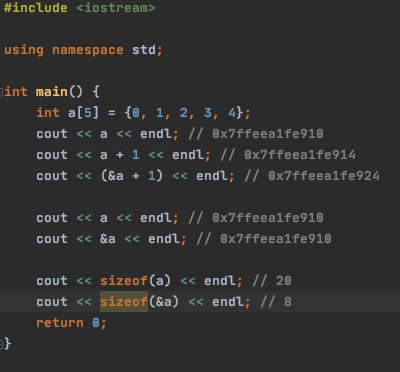 #include <iostream>
using namespace std;
int main() {
int a[5] = {0, 1, 2, 3, 4};
cout << a << endl; // 0x7ffeea1fe910
cout << a + 1 << endl; // 0x7ffeea1fe914
cout << (&a + 1) << endl; // 0x7ffeea1fe924
cout << a << endl; // 0x7ffeea1fe910
cout << &a << endl; // 0x7ffeea1fe910
cout << sizeof(a) << endl; // 20
cout << sizeof(&a) << endl; // 8
return 0;
}